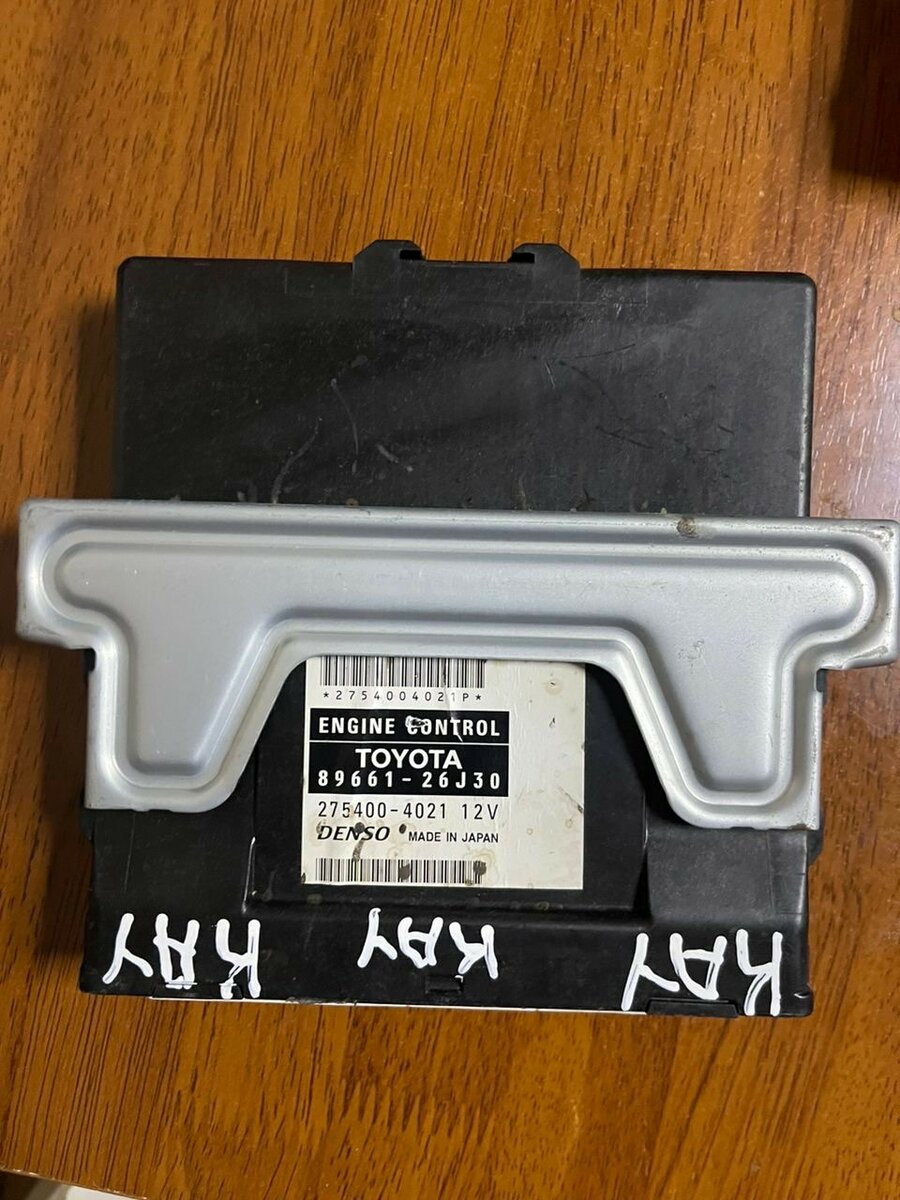 *2754004021P*
ENGINE CONTROL
TOYOTA
89661-26J30
275400-4021 12V
DENSO MADE IN JAPAN
KAY KAY KAY